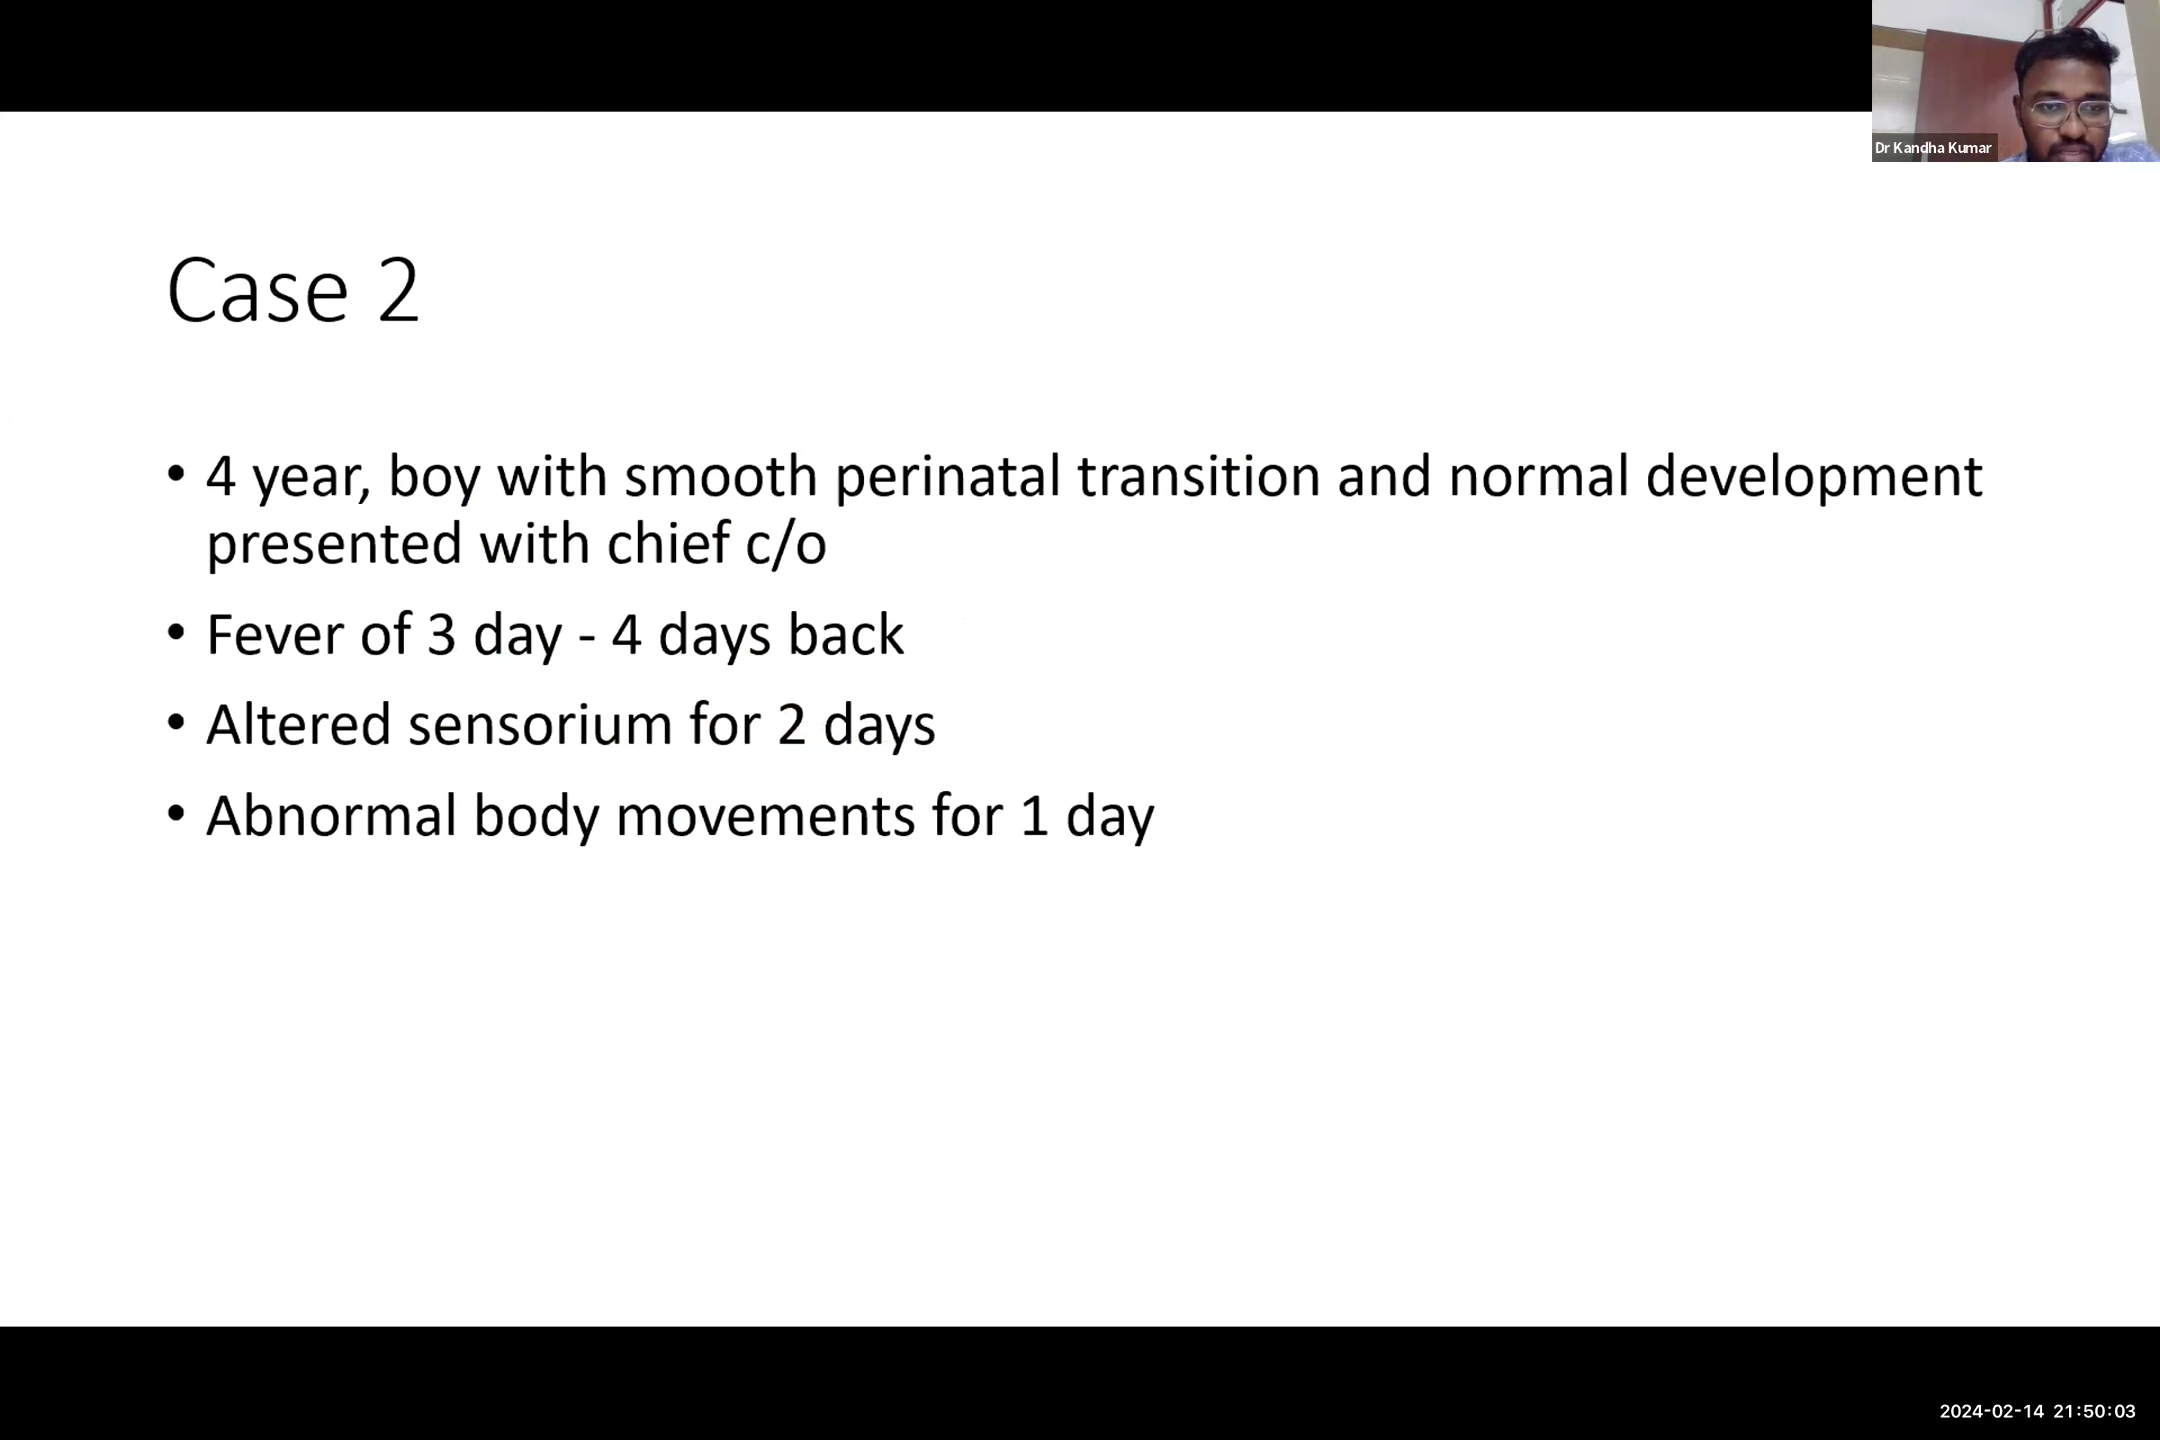 Dr Kandha Kumar
Case 2
• 4 year, boy with smooth perinatal transition and normal development
presented with chief c/o
• Fever of 3 day - 4 days back
• Altered sensorium for 2 days
• Abnormal body movements for 1 day
2024-02-14 21:50:03